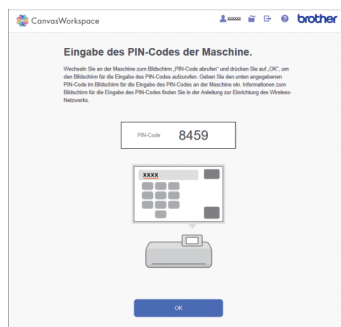 CanvasWorkspace
xxxxx
brother
Eingabe des PIN-Codes der Maschine.
Wechseln Sie an der Maschine zum Bildschirm „PIN-Code abrufen“ und drücken Sie auf „OK“, um
den Bildschirm für die Eingabe des PIN-Codes aufzurufen. Geben Sie den unten angegebenen
PIN-Code im Bildschirm für die Eingabe des PIN-Codes an der Maschine ein. Informationen zum
Bildschirm für die Eingabe des PIN-Codes finden Sie in der Anleitung zur Einrichtung des Wireless-
Netzwerks.
PIN-Code 8459
XXXX
OK